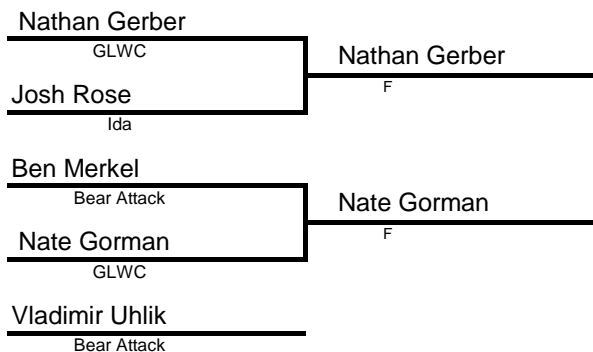 Nathan Gerber
GLWC
Josh Rose
Ida
Nathan Gerber
F
Ben Merkel
Bear Attack
Nate Gorman
GLWC
Nate Gorman
F
Vladimir Uhlik
Bear Attack